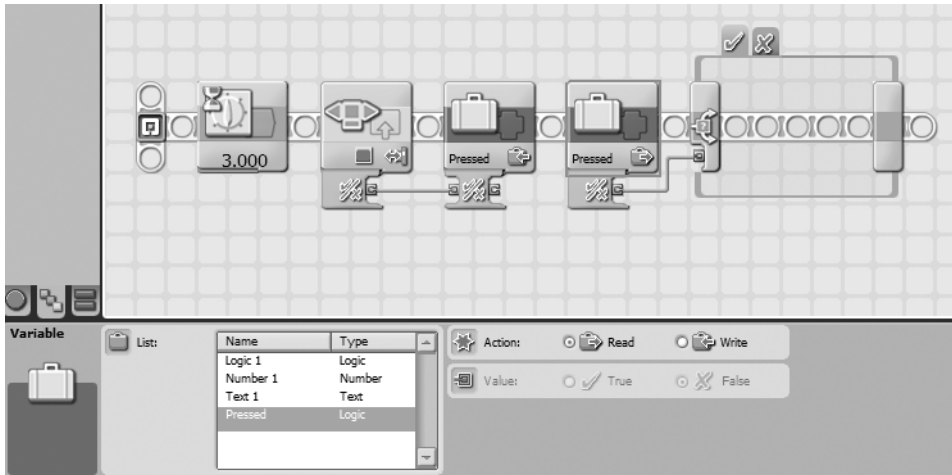 3.000
Pressed
Pressed
Variable
List:
Name Type
Logic 1 Logic
Number 1 Number
Text 1 Text
Pressed Logic
Action: Read Write
Value: True False